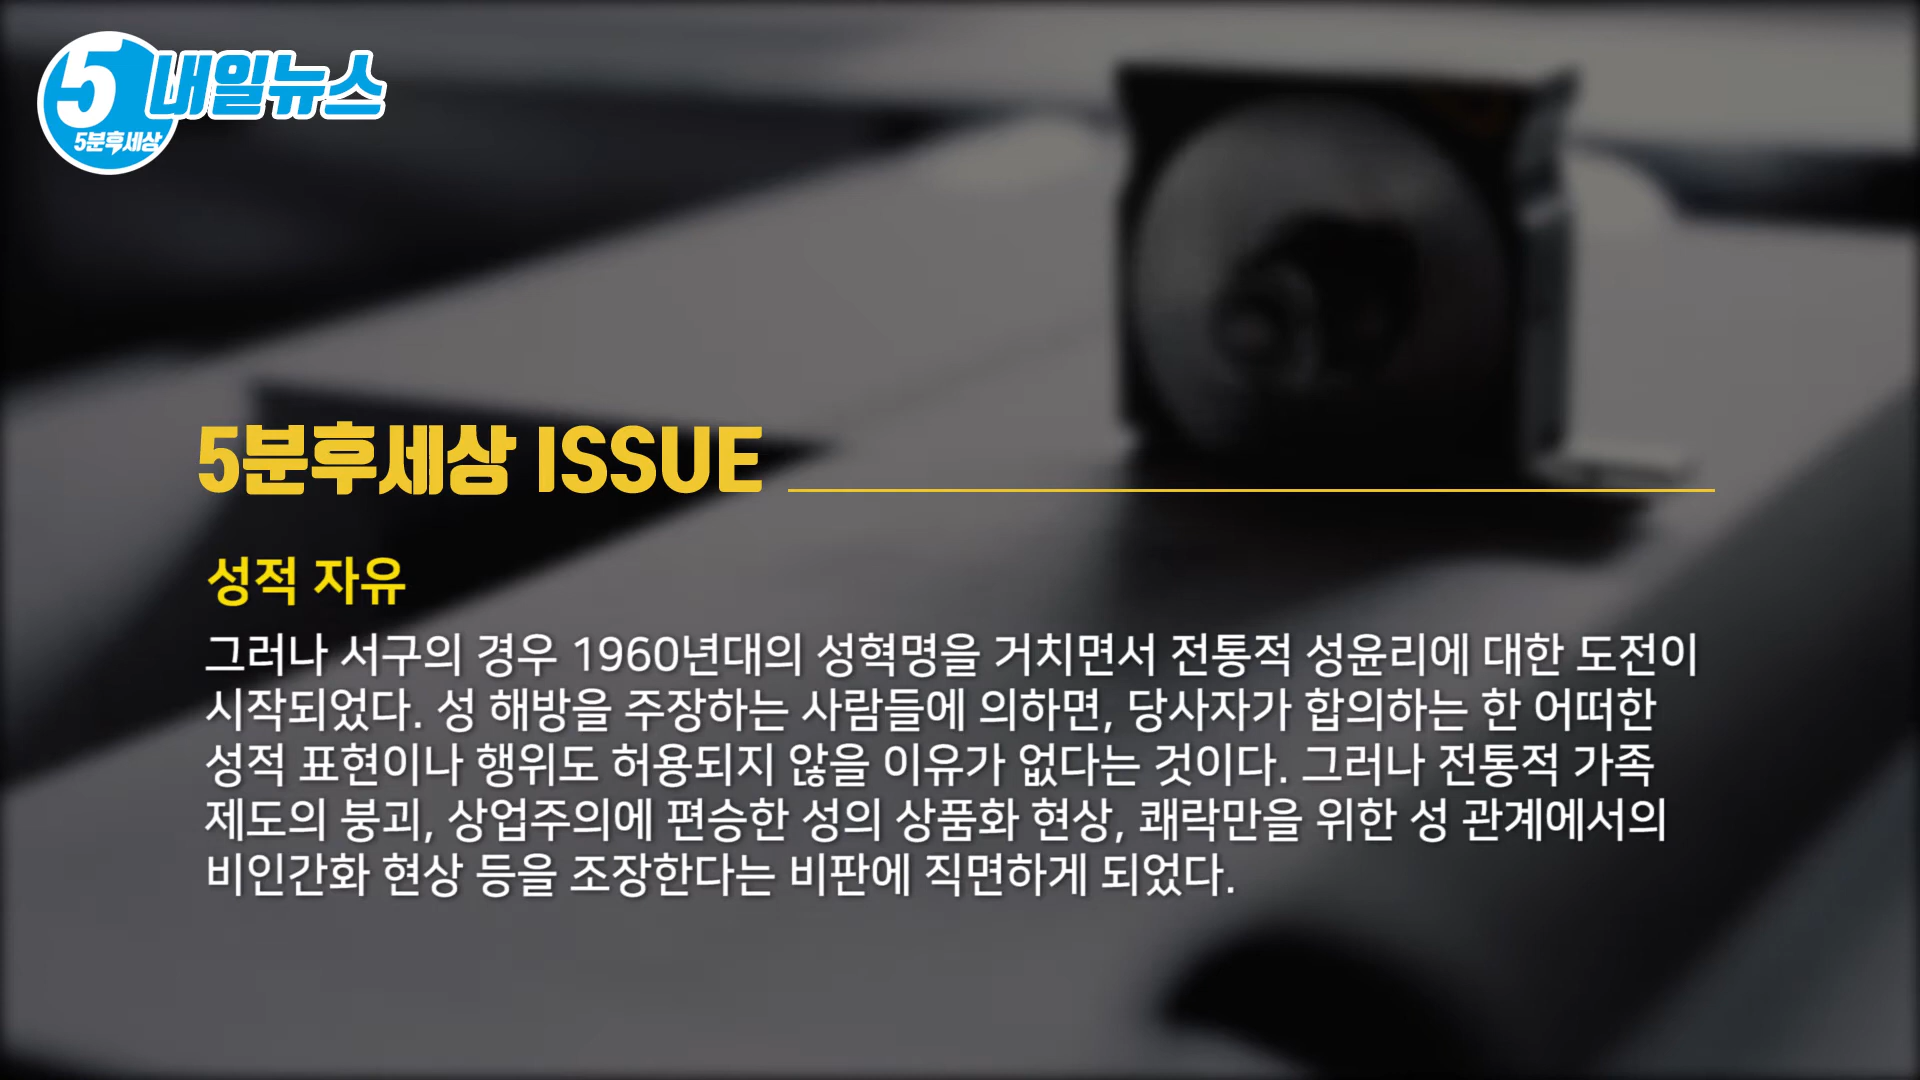 5 내일뉴스
5분후세상
5분후세상 ISSUE
성적 자유
그러나 서구의 경우 1960년대의 성혁명을 거치면서 전통적 성윤리에 대한 도전이
시작되었다. 성 해방을 주장하는 사람들에 의하면, 당사자가 합의하는 한 어떠한
성적 표현이나 행위도 허용되지 않을 이유가 없다는 것이다. 그러나 전통적 가족
제도의 붕괴, 상업주의에 편승한 성의 상품화 현상, 쾌락만을 위한 성 관계에서의
비인간화 현상 등을 조장한다는 비판에 직면하게 되었다.